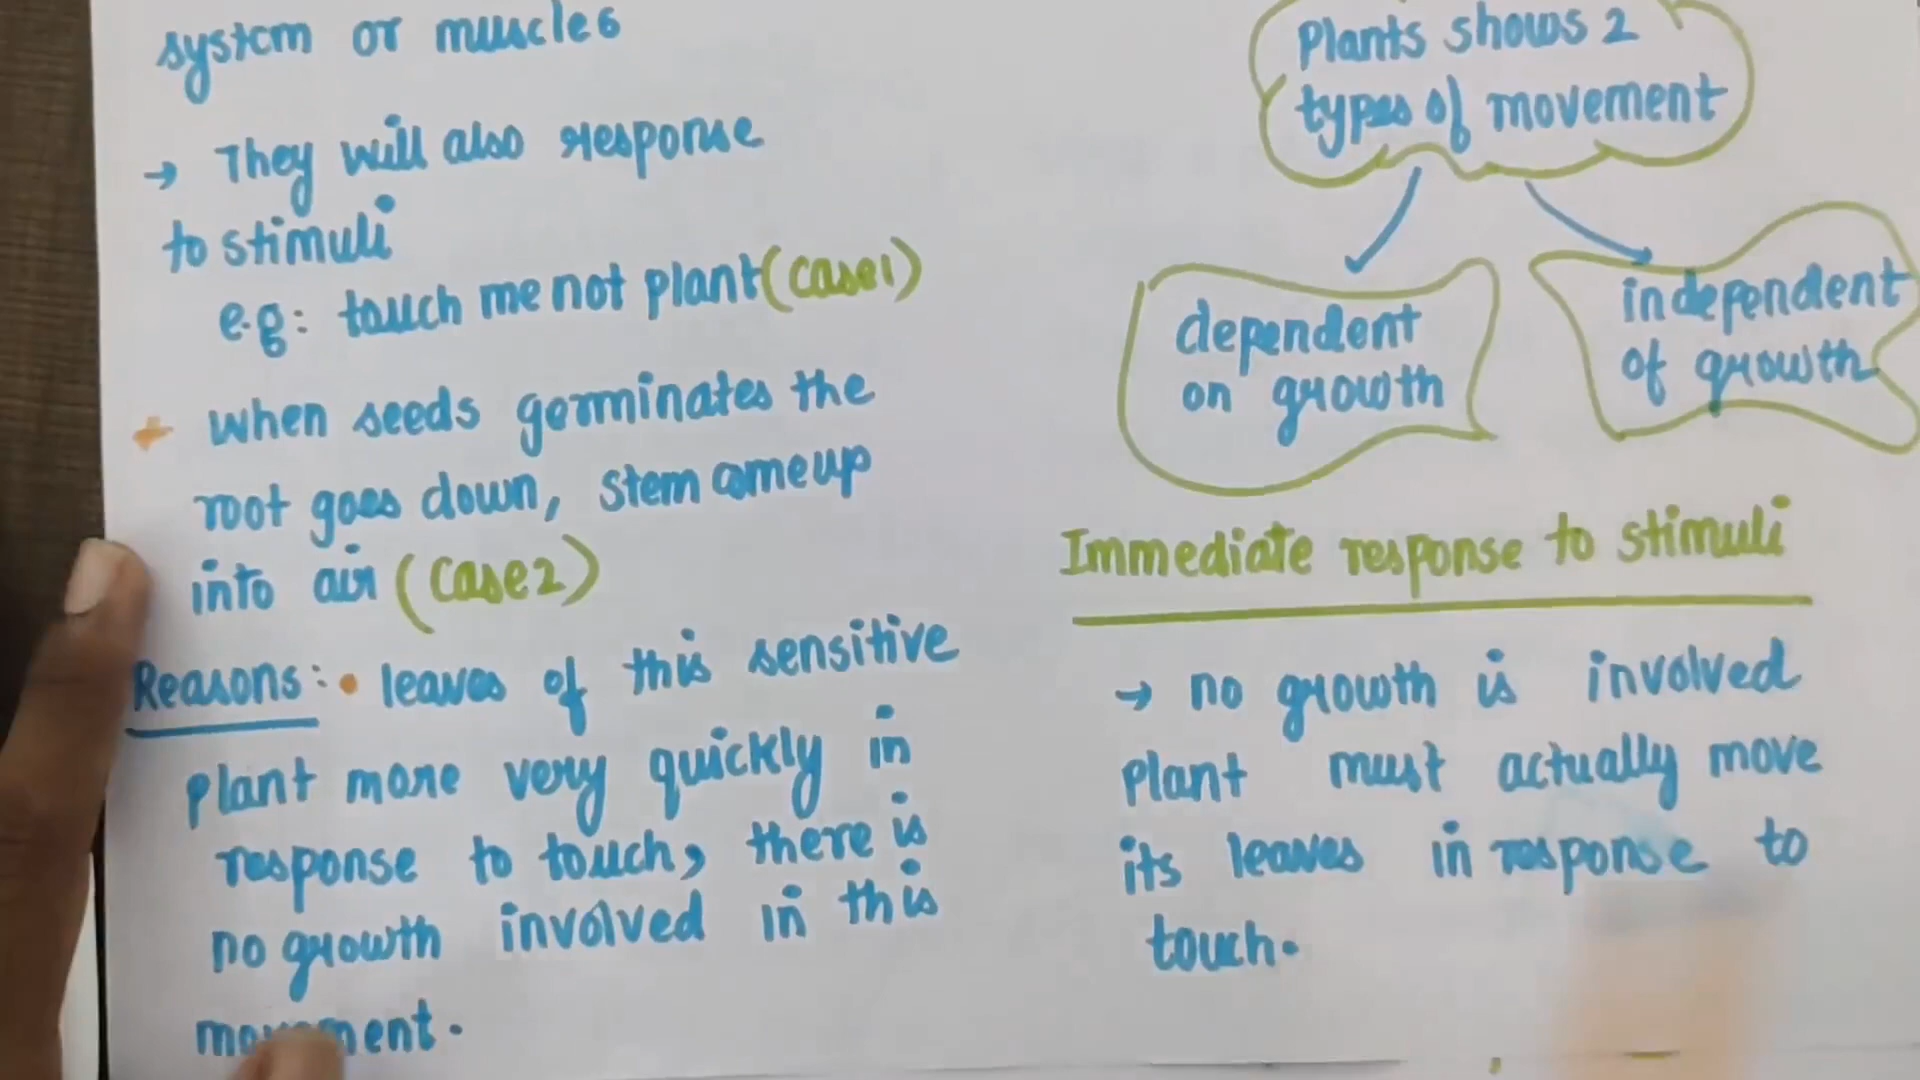 system or muscles
→ They will also response
to stimuli
e.g: touch me not plant (case1)
+ when seeds germinates the
root goes down, stem comeup
into air (case2)
Reasons: • leaves of this sensitive
plant more very quickly in
response to touch, there is
no growth involved in this
movement.
Plants shows 2
types of movement
dependent
on growth
independent
of growth
Immediate response to stimuli
→ no growth is involved
plant must actually move
its leaves in response to
touch.